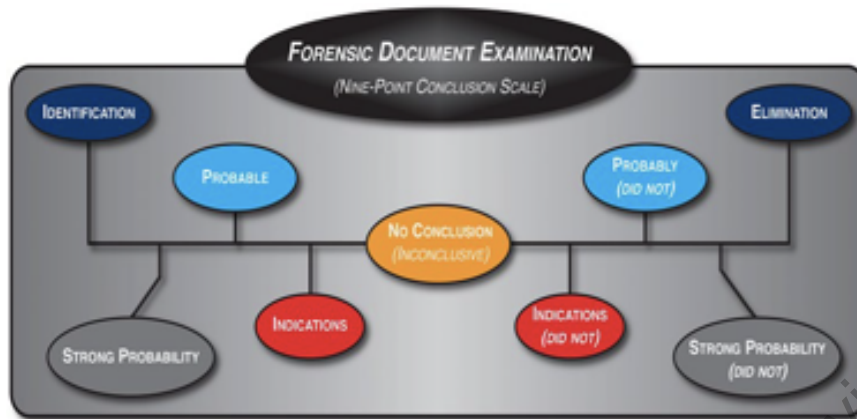 FORENSIC DOCUMENT EXAMINATION
(NINE-POINT CONCLUSION SCALE)
IDENTIFICATION
ELIMINATION
PROBABLE
PROBABLY
(DID NOT)
NO CONCLUSION
(INCONCLUSIVE)
INDICATIONS
INDICATIONS
(DID NOT)
STRONG PROBABILITY
STRONG PROBABILITY
(DID NOT)